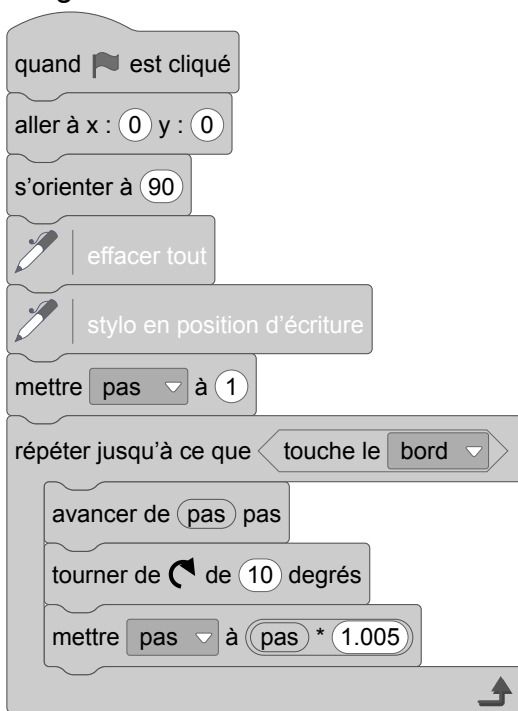 quand est cliqué
aller à x : 0 y : 0
s'orienter à 90
effacer tout
stylo en position d'écriture
mettre pas à 1
répéter jusqu'à ce que touche le bord
avancer de pas pas
tourner de de 10 degrés
mettre pas à pas * 1.005